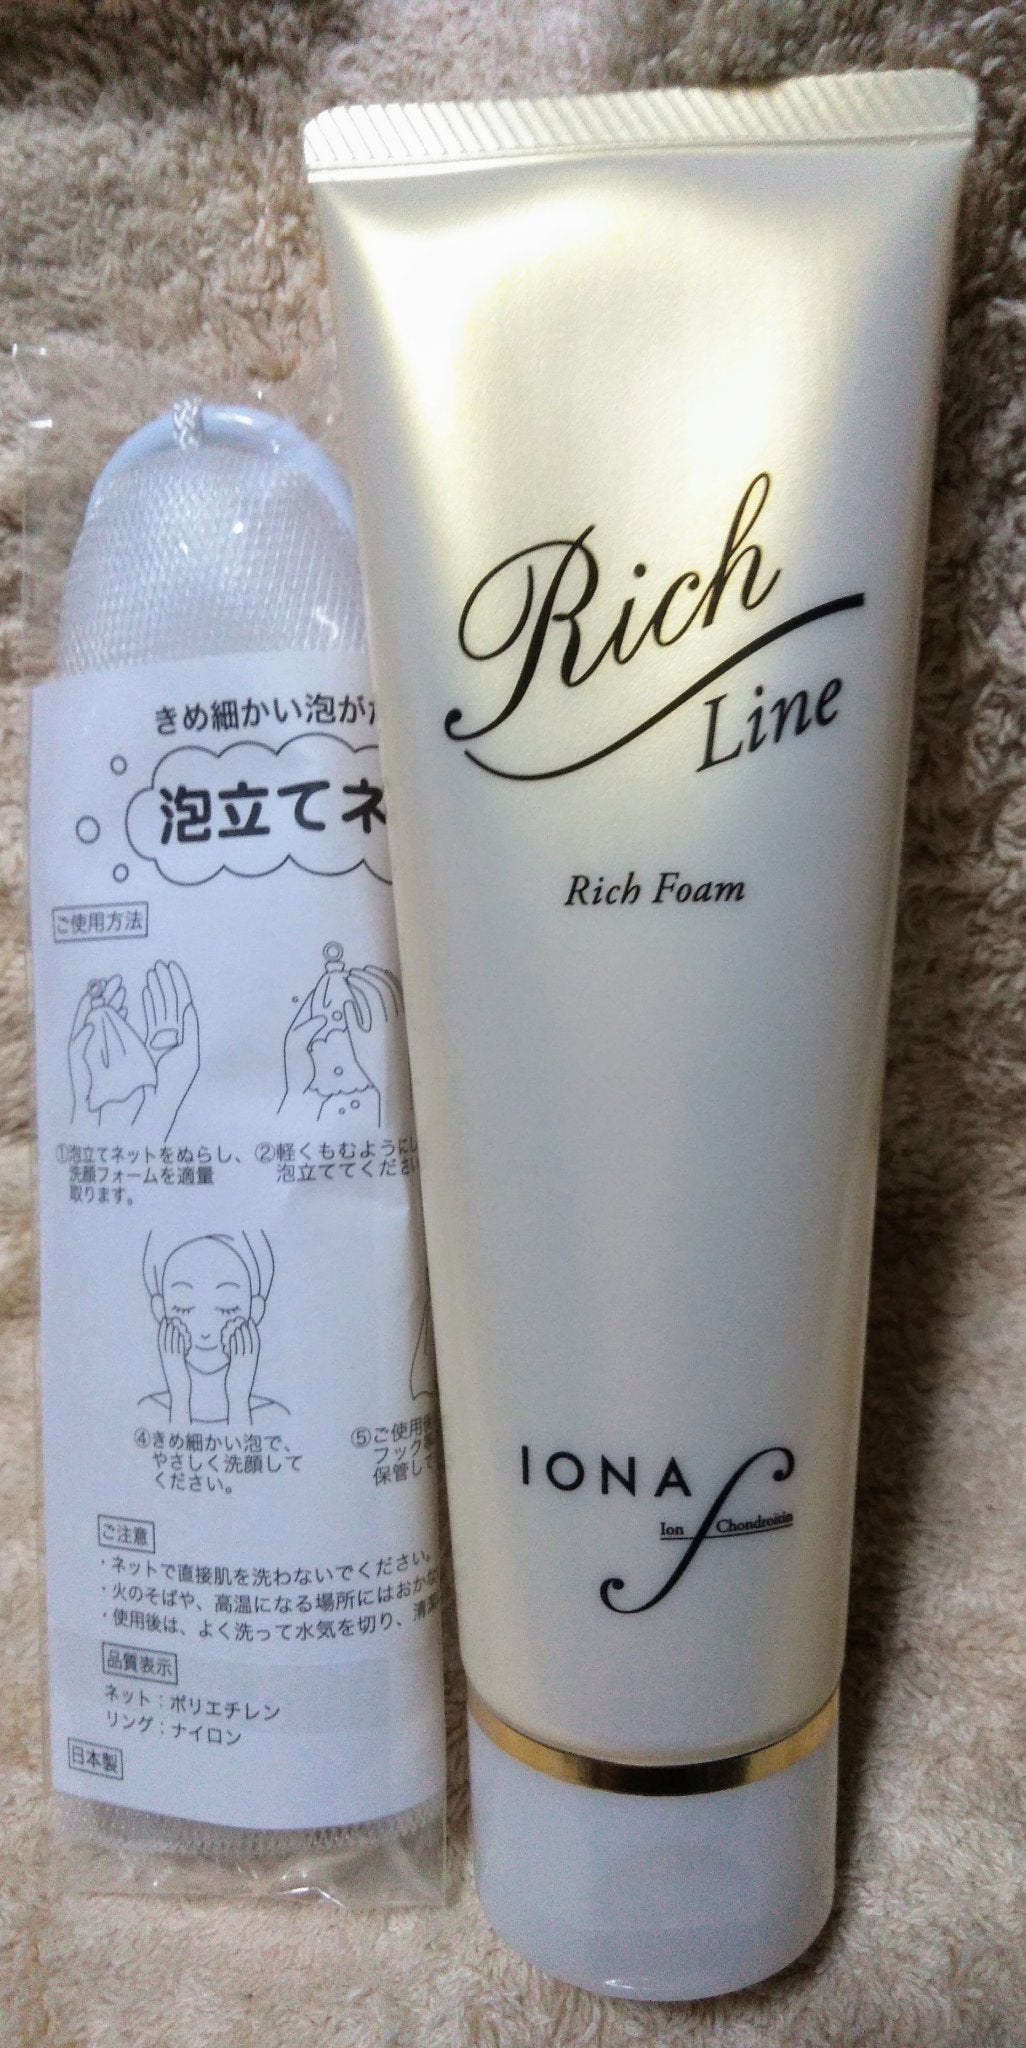 きめ細かい泡が
泡立てネ
ご使用方法
①泡立てネットをぬらし、
洗顔フォームを適量
取ります。
②軽くもむように
泡立ててくださ
④きめ細かい泡で、
やさしく洗顔して
ください。
⑤ご使用
フック
保管して
ご注意
・ネットで直接肌を洗わないでください。
・火のそばや、高温になる場所にはおか
・使用後は、よく洗って水気を切り、清
品質表示
ネット：ポリエチレン
リング：ナイロン
日本製
Rich
Line
Rich Foam
IONA
Ion Chondroitin